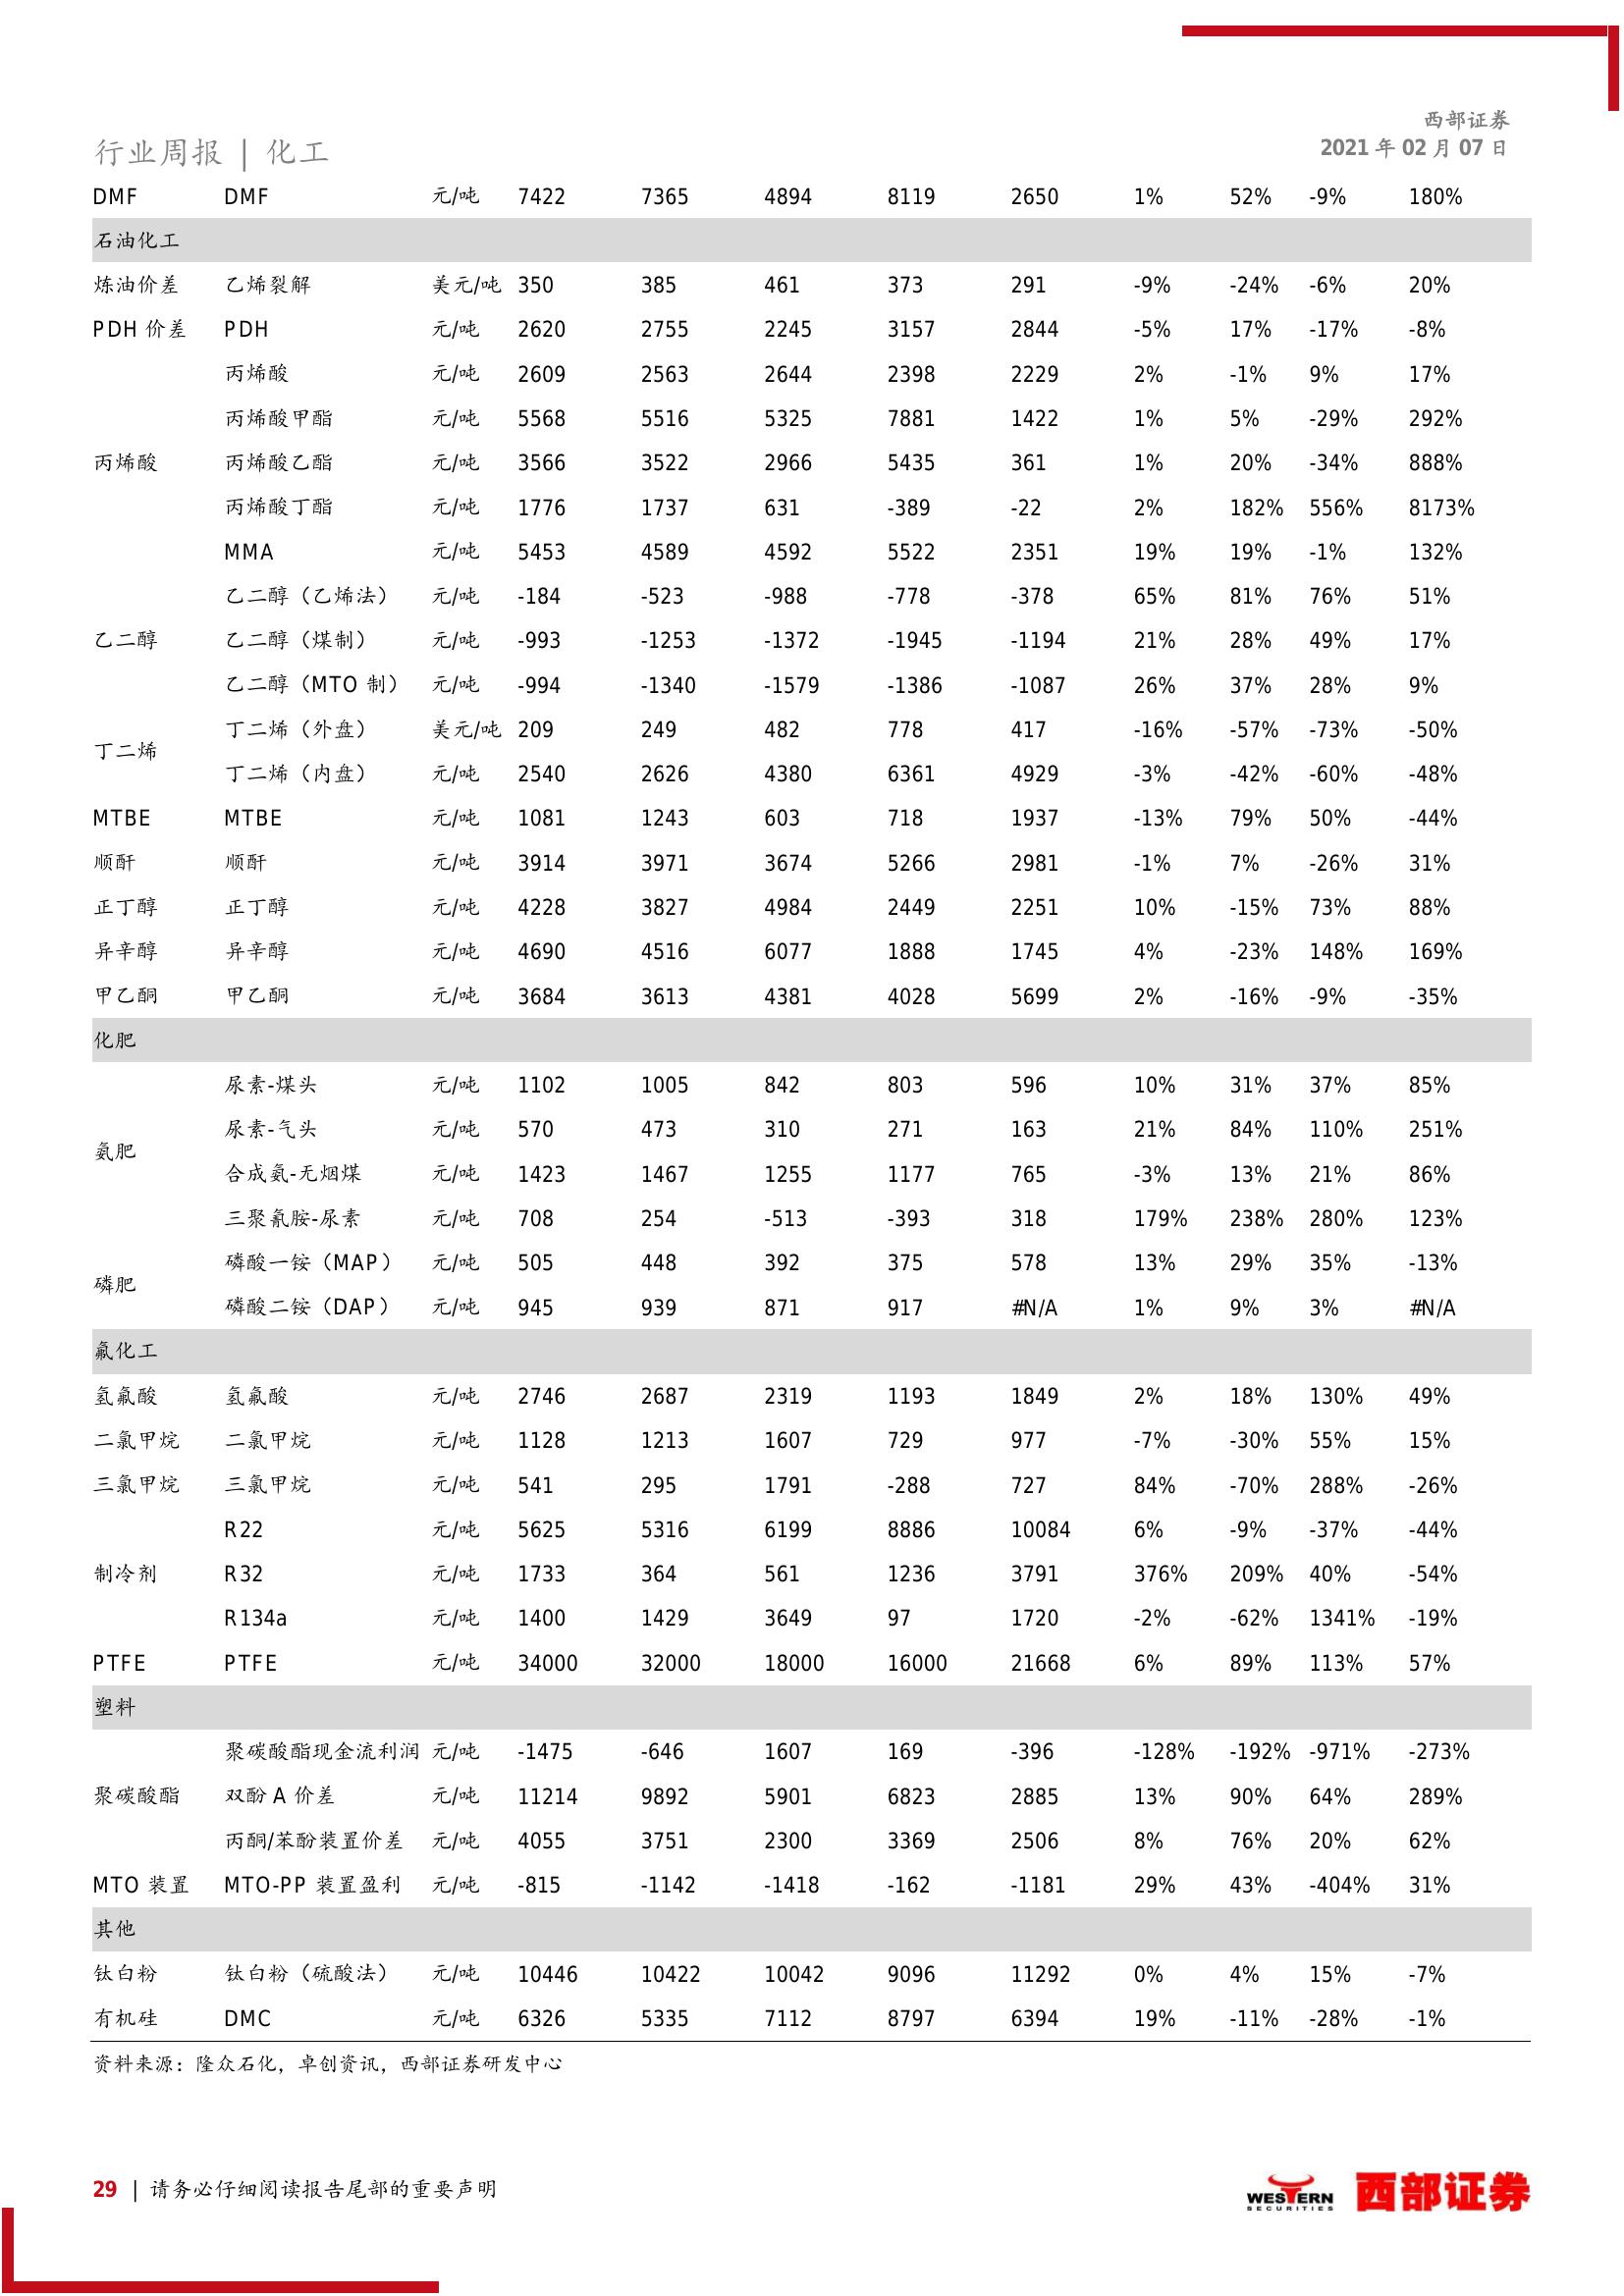 西部证券
行业周报 | 化工
2021 年 02 月 07 日
DMF DMF 元/吨 7422 7365 4894 8119 2650 1% 52% -9% 180%
石油化工
炼油价差 乙烯裂解 美元/吨 350 385 461 373 291 -9% -24% -6% 20%
PDH 价差 PDH 元/吨 2620 2755 2245 3157 2844 -5% 17% -17% -8%
丙烯酸 元/吨 2609 2563 2644 2398 2229 2% -1% 9% 17%
丙烯酸甲酯 元/吨 5568 5516 5325 7881 1422 1% 5% -29% 292%
丙烯酸 丙烯酸乙酯 元/吨 3566 3522 2966 5435 361 1% 20% -34% 888%
丙烯酸丁酯 元/吨 1776 1737 631 -389 -22 2% 182% 556% 8173%
MMA 元/吨 5453 4589 4592 5522 2351 19% 19% -1% 132%
乙二醇（乙烯法） 元/吨 -184 -523 -988 -778 -378 65% 81% 76% 51%
乙二醇 乙二醇（煤制） 元/吨 -993 -1253 -1372 -1945 -1194 21% 28% 49% 17%
乙二醇（MTO 制） 元/吨 -994 -1340 -1579 -1386 -1087 26% 37% 28% 9%
丁二烯（外盘） 美元/吨 209 249 482 778 417 -16% -57% -73% -50%
丁二烯
丁二烯（内盘） 元/吨 2540 2626 4380 6361 4929 -3% -42% -60% -48%
MTBE MTBE 元/吨 1081 1243 603 718 1937 -13% 79% 50% -44%
顺酐 顺酐 元/吨 3914 3971 3674 5266 2981 -1% 7% -26% 31%
正丁醇 正丁醇 元/吨 4228 3827 4984 2449 2251 10% -15% 73% 88%
异辛醇 异辛醇 元/吨 4690 4516 6077 1888 1745 4% -23% 148% 169%
甲乙酮 甲乙酮 元/吨 3684 3613 4381 4028 5699 2% -16% -9% -35%
化肥
尿素-煤头 元/吨 1102 1005 842 803 596 10% 31% 37% 85%
尿素-气头 元/吨 570 473 310 271 163 21% 84% 110% 251%
氨肥
合成氨-无烟煤 元/吨 1423 1467 1255 1177 765 -3% 13% 21% 86%
三聚氰胺-尿素 元/吨 708 254 -513 -393 318 179% 238% 280% 123%
磷酸一铵（MAP） 元/吨 505 448 392 375 578 13% 29% 35% -13%
磷肥
磷酸二铵（DAP） 元/吨 945 939 871 917 #N/A 1% 9% 3% #N/A
氟化工
氢氟酸 氢氟酸 元/吨 2746 2687 2319 1193 1849 2% 18% 130% 49%
二氯甲烷 二氯甲烷 元/吨 1128 1213 1607 729 977 -7% -30% 55% 15%
三氯甲烷 三氯甲烷 元/吨 541 295 1791 -288 727 84% -70% 288% -26%
R22 元/吨 5625 5316 6199 8886 10084 6% -9% -37% -44%
制冷剂 R32 元/吨 1733 364 561 1236 3791 376% 209% 40% -54%
R134a 元/吨 1400 1429 3649 97 1720 -2% -62% 1341% -19%
PTFE PTFE 元/吨 34000 32000 18000 16000 21668 6% 89% 113% 57%
塑料
聚碳酸酯现金流利润 元/吨 -1475 -646 1607 169 -396 -128% -192% -971% -273%
聚碳酸酯 双酚 A 价差 元/吨 11214 9892 5901 6823 2885 13% 90% 64% 289%
丙酮/苯酚装置价差 元/吨 4055 3751 2300 3369 2506 8% 76% 20% 62%
MTO 装置 MTO-PP 装置盈利 元/吨 -815 -1142 -1418 -162 -1181 29% 43% -404% 31%
其他
钛白粉 钛白粉（硫酸法） 元/吨 10446 10422 10042 9096 11292 0% 4% 15% -7%
有机硅 DMC 元/吨 6326 5335 7112 8797 6394 19% -11% -28% -1%
资料来源：隆众石化，卓创资讯，西部证券研发中心
29 | 请务必仔细阅读报告尾部的重要声明
WESTERN
SECURITIES
西部证券